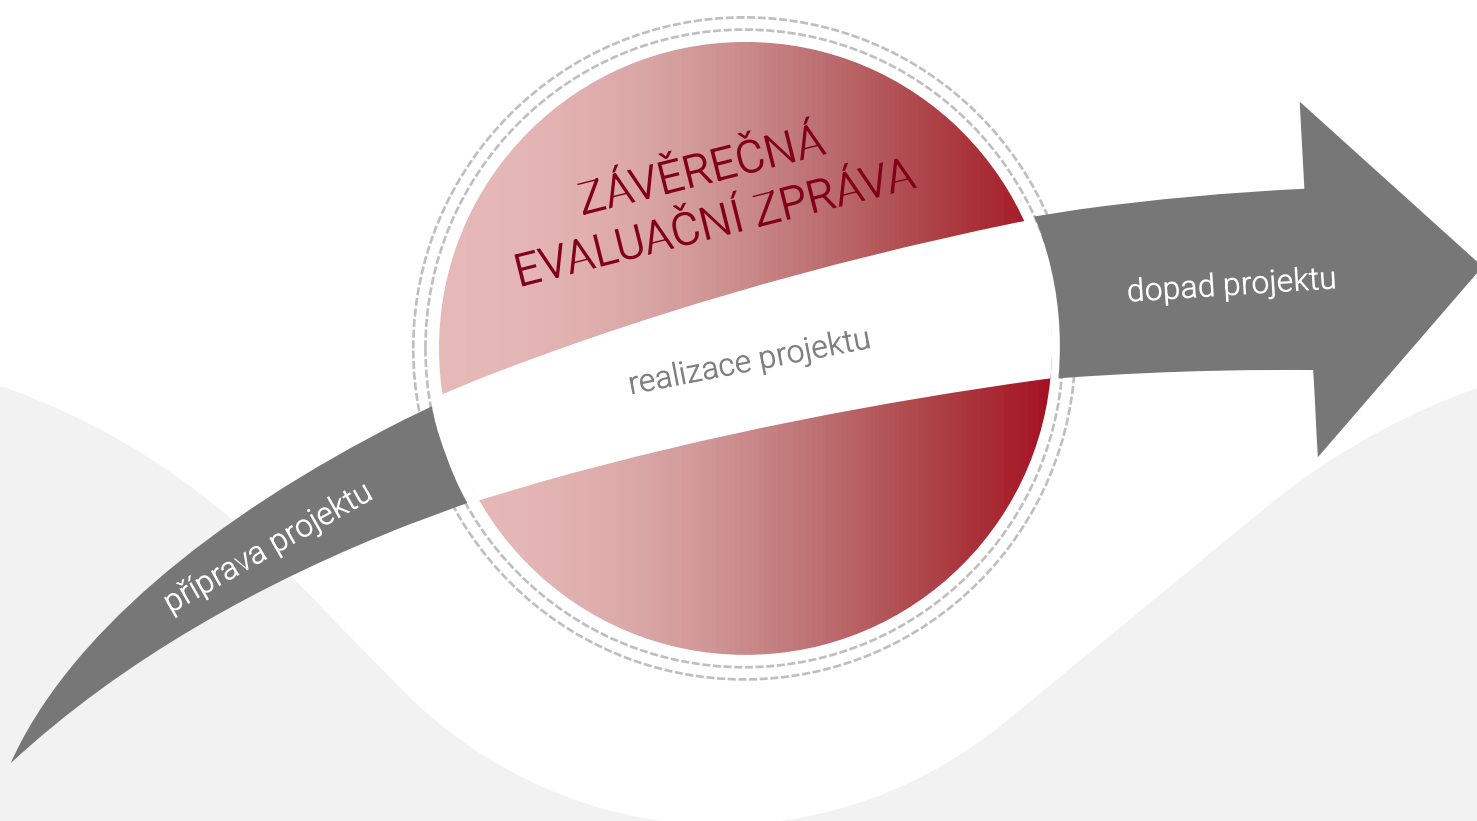 ZÁVĚREČNÁ
EVALUAČNÍ ZPRÁVA
příprava projektu
realizace projektu
dopad projektu